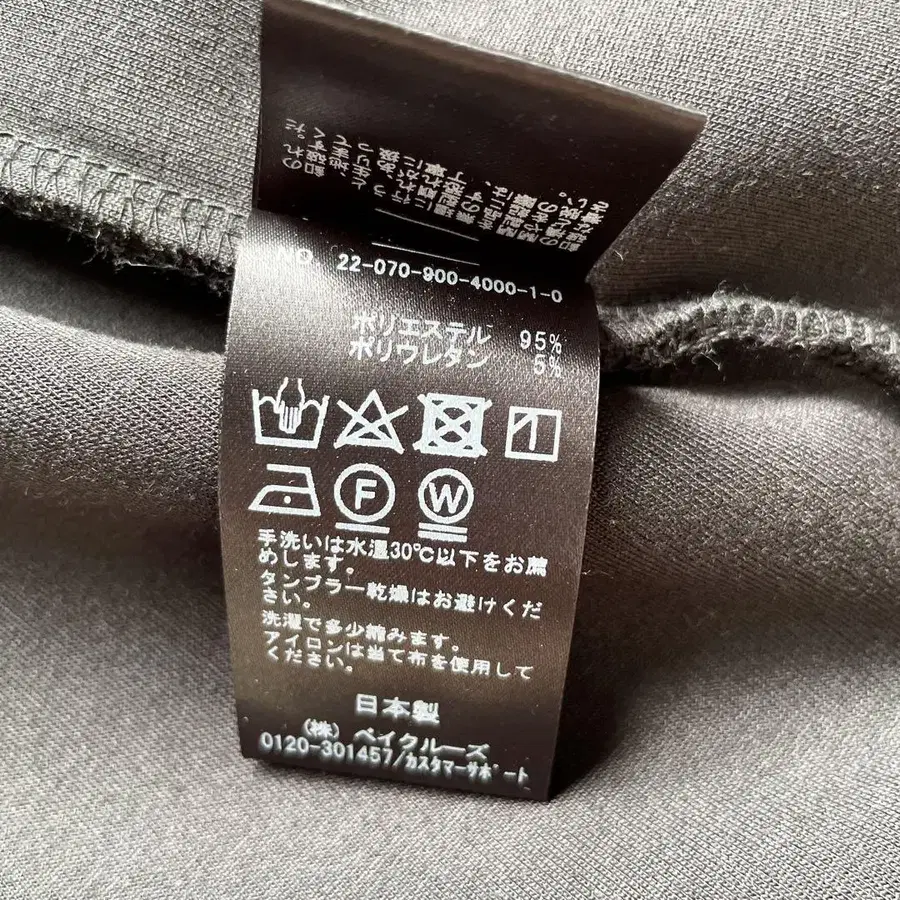 NO. 22-070-900-4000-1-0
ポリエステル 95%
ポリウレタン 5%
F W
手洗いは水温30℃以下をお薦
めします。
タンブラー乾燥はお避けくだ
さい。
洗濯で多少縮みます。
アイロンは当て布を使用して
ください。
日本製
(株) ベイクルーズ
0120-301457/カスタマーサポート